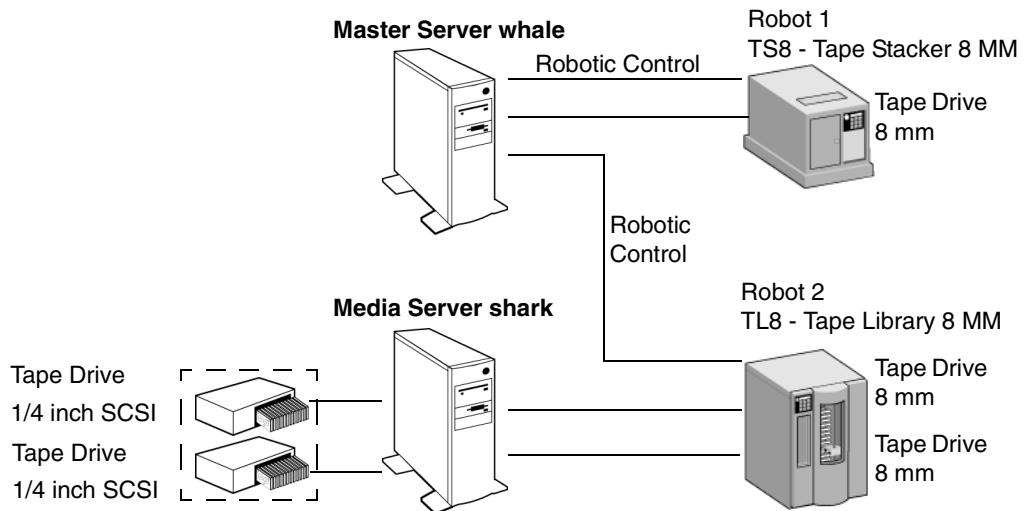 Master Server whale
Robotic Control
Robot 1
TS8 - Tape Stacker 8 MM
Tape Drive
8 mm
Robotic
Control
Media Server shark
Robot 2
TL8 - Tape Library 8 MM
Tape Drive
1/4 inch SCSI
Tape Drive
1/4 inch SCSI
Tape Drive
8 mm
Tape Drive
8 mm